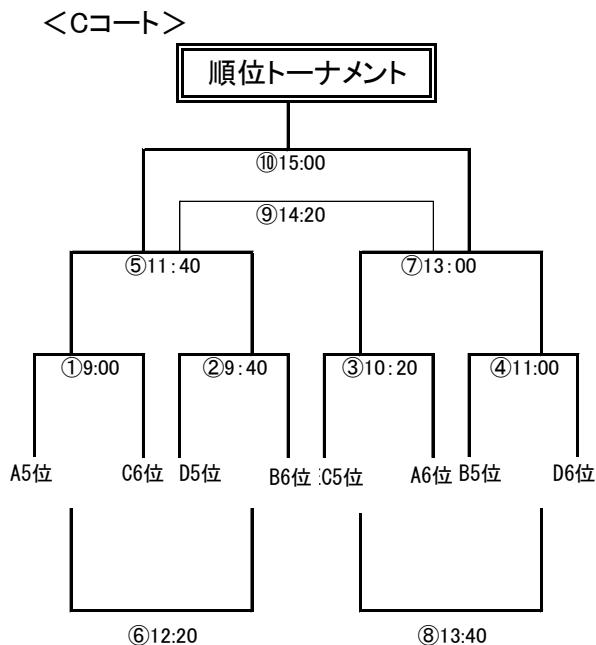 ＜Cコート＞
順位トーナメント
⑩15:00
⑨14:20
⑤11:40
⑦13:00
①9:00
②9:40
③10:20
④11:00
A5位
C6位
D5位
B6位
C5位
A6位
B5位
D6位
⑥12:20
⑧13:40